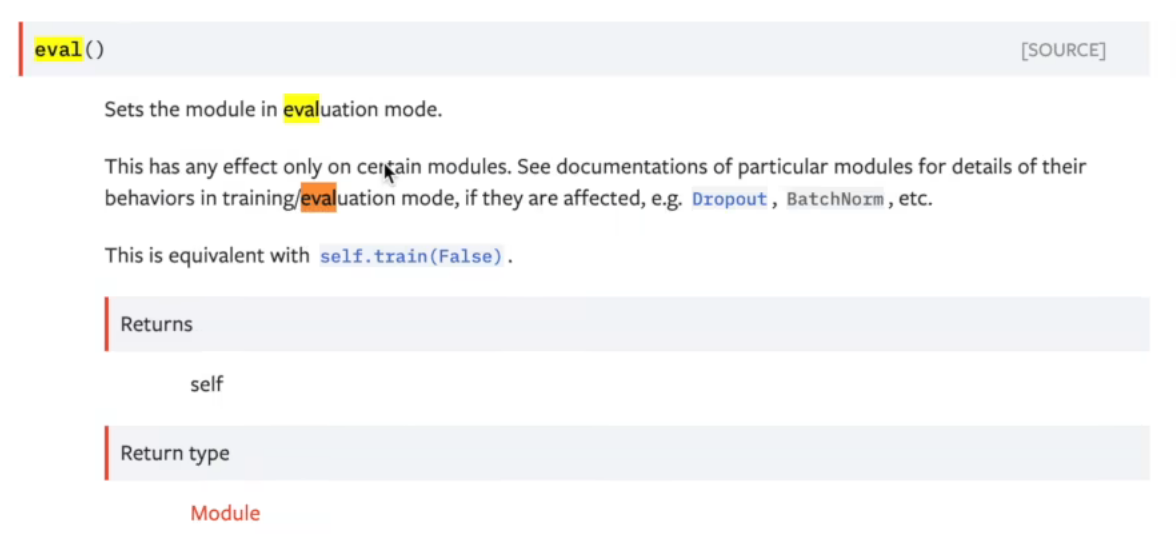 eval()
[SOURCE]
Sets the module in evaluation mode.
This has any effect only on certain modules. See documentations of particular modules for details of their
behaviors in training/evaluation mode, if they are affected, e.g. Dropout, BatchNorm, etc.
This is equivalent with self.train(False).
Returns
self
Return type
Module